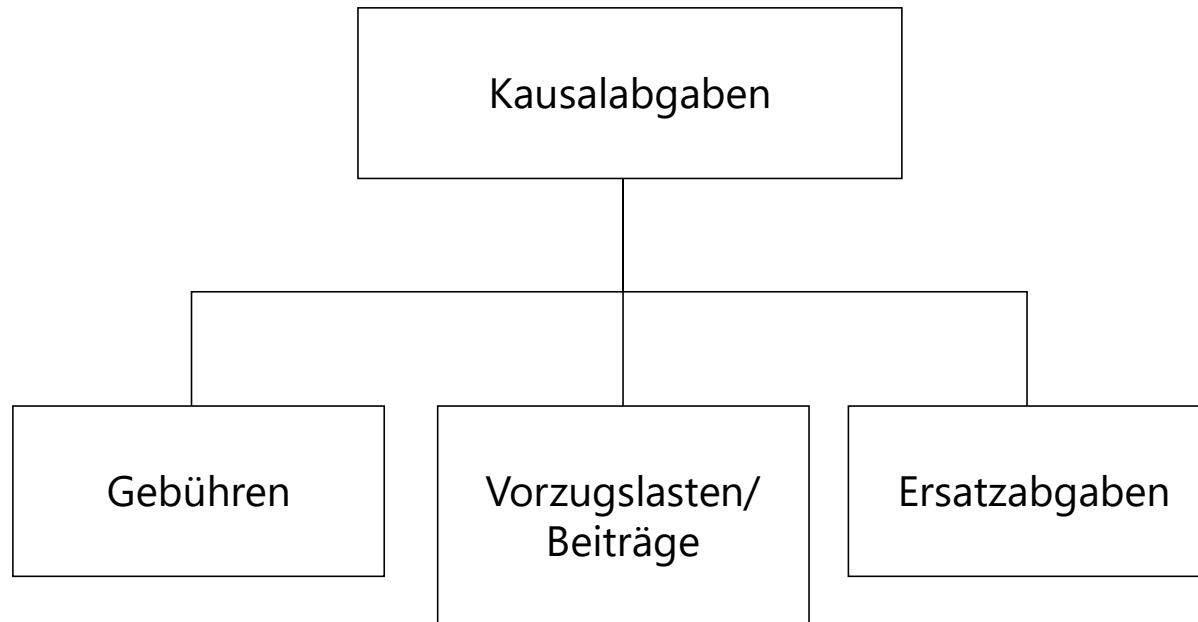 Kausalabgaben
Gebühren
Vorzugslasten/
Beiträge
Ersatzabgaben